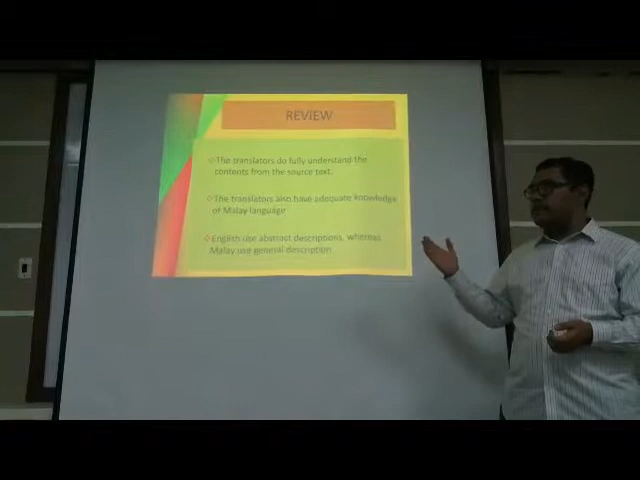 REVIEW
The translators do fully understand the
contents from the source text.
The translators also have adequate knowledge
of Malay language
English use abstract descriptions, whereas
Malay use general description